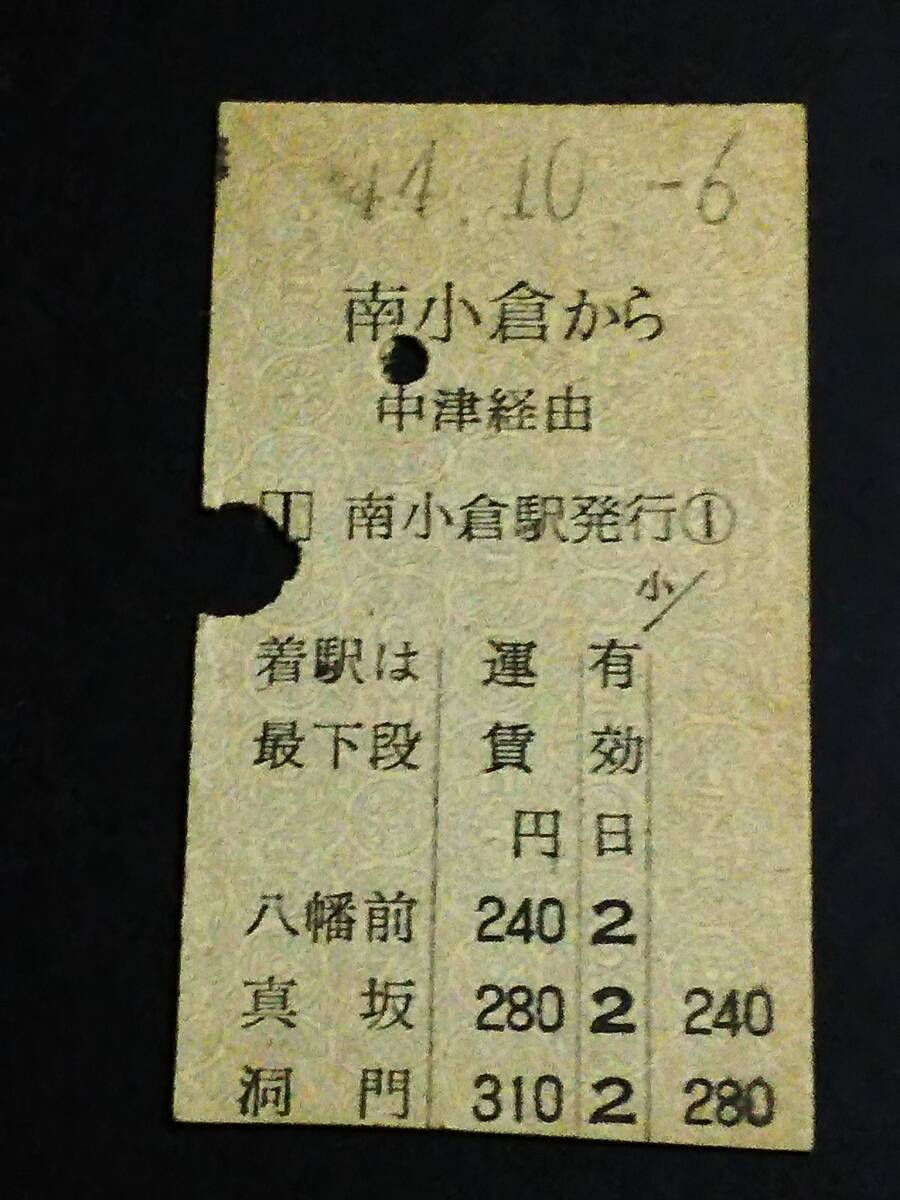 44.10 -6
南小倉から
中津経由
南小倉駅発行①
小
着駅は 運 有
最下段 賃 効
円 日
八幡前 240 2
真坂 280 2 240
洞門 310 2 280